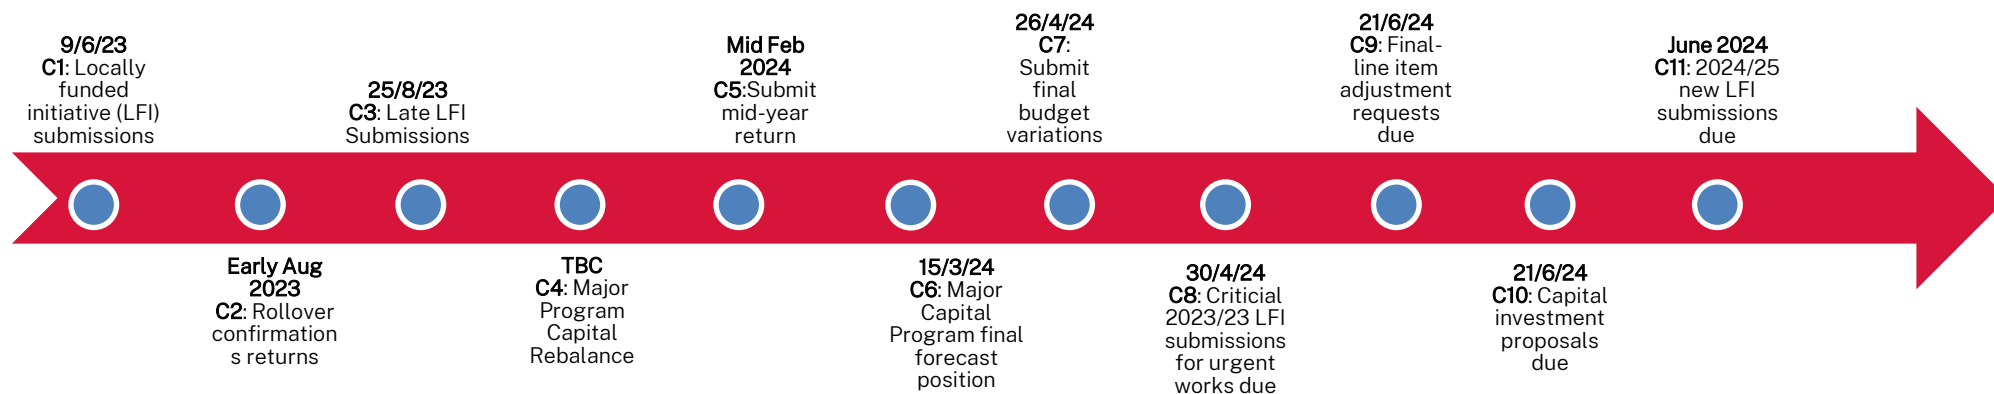 9/6/23
C1: Locally
funded
initiative (LFI)
submissions
Early Aug
2023
C2: Rollover
confirmation
s returns
25/8/23
C3: Late LFI
Submissions
TBC
C4: Major
Program
Capital
Rebalance
Mid Feb
2024
C5:Submit
mid-year
return
15/3/24
C6: Major
Capital
Program final
forecast
position
26/4/24
C7:
Submit
final
budget
variations
30/4/24
C8: Criticial
2023/23 LFI
submissions
for urgent
works due
21/6/24
C9: Final-
line item
adjustment
requests
due
21/6/24
C10: Capital
investment
proposals
due
June 2024
C11: 2024/25
new LFI
submissions
due